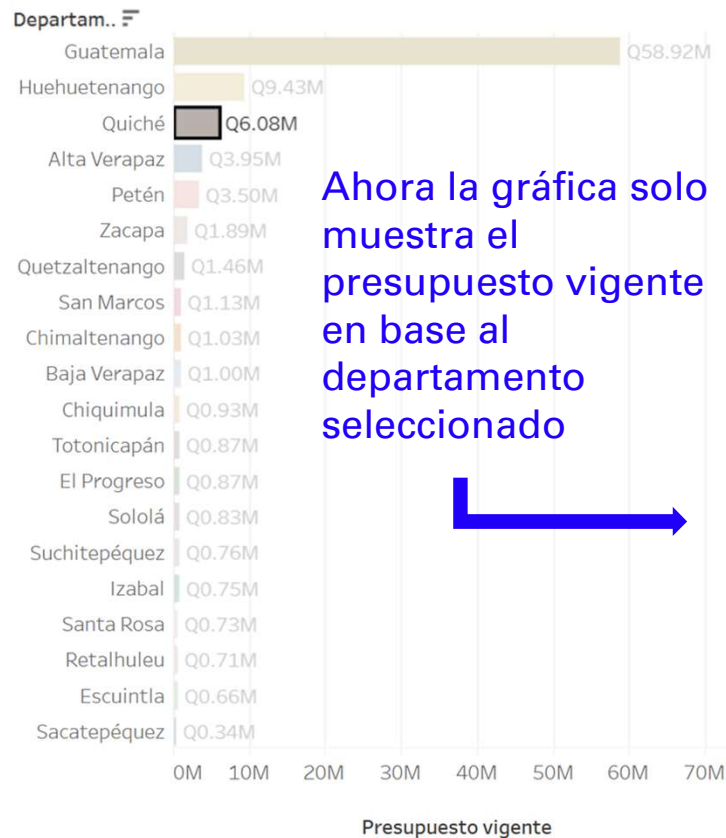 Departam..
Guatemala Q58.92M
Huehuetenango Q9.43M
Quiché Q6.08M
Alta Verapaz Q3.95M
Petén Q3.50M
Zacapa Q1.89M
Quetzaltenango Q1.46M
San Marcos Q1.13M
Chimaltenango Q1.03M
Baja Verapaz Q1.00M
Chiquimula Q0.93M
Totonicapán Q0.87M
El Progreso Q0.87M
Sololá Q0.83M
Suchitepéquez Q0.76M
Izabal Q0.75M
Santa Rosa Q0.73M
Retalhuleu Q0.71M
Escuintla Q0.66M
Sacatepéquez Q0.34M
Ahora la gráfica solo
muestra el
presupuesto vigente
en base al
departamento
seleccionado
0M 10M 20M 30M 40M 50M 60M 70M
Presupuesto vigente